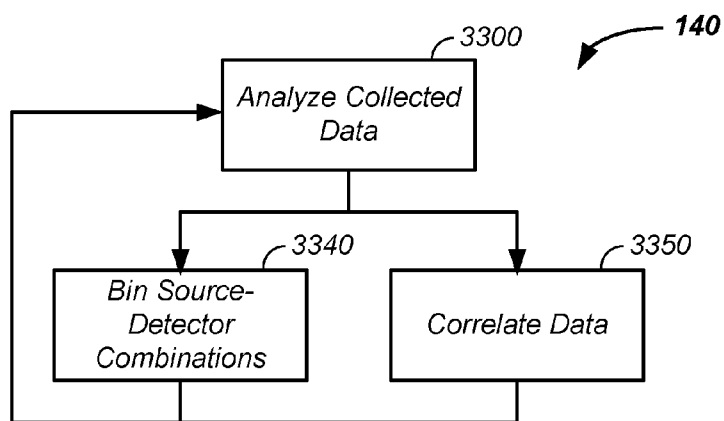 3300
140
Analyze Collected
Data
3340
3350
Bin Source-
Detector
Combinations
Correlate Data